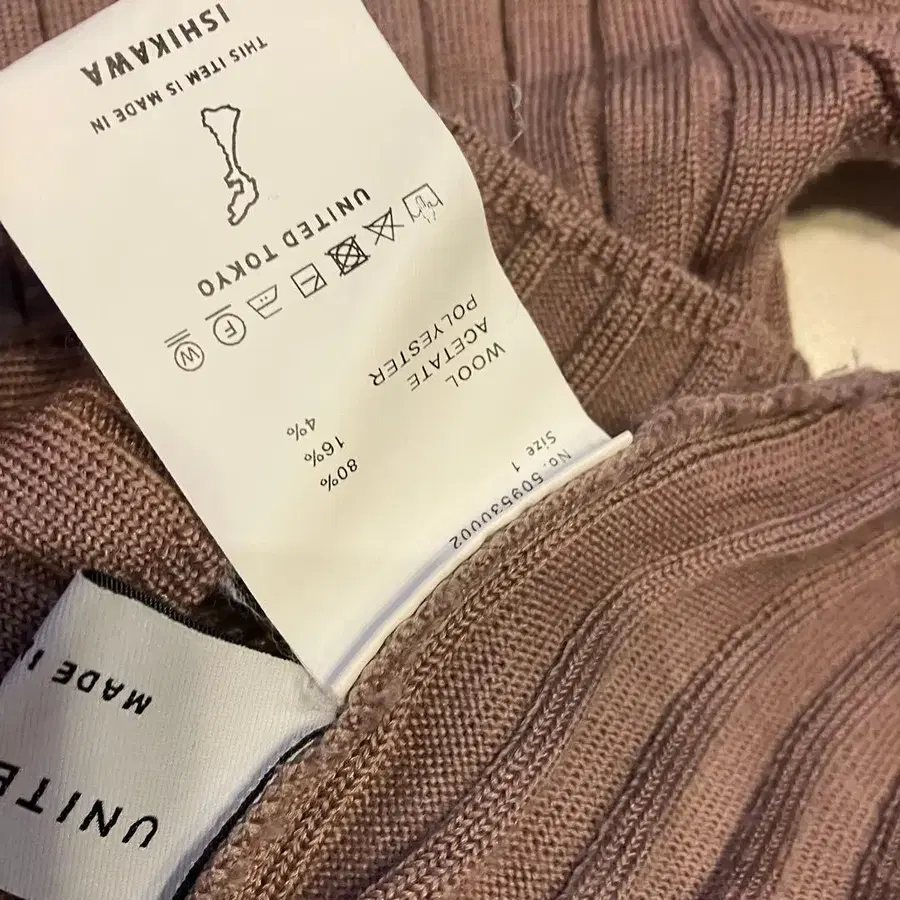 No. 509530002
Size 1
WOOL 80%
ACETATE 16%
POLYESTER 4%
F W
UNITED TOKYO
THIS ITEM IS MADE IN
ISHIKAWA
UNITE
MADE I